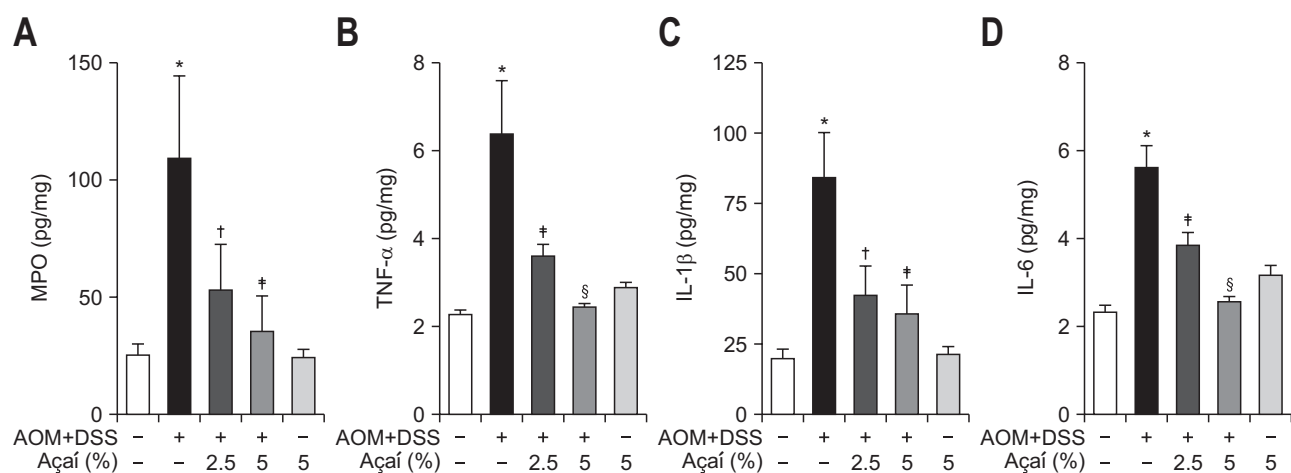 A
MPO (pg/mg)
150
100
50
0
*
†
‡
AOM+DSS – + + + –
Açaí (%) – – 2.5 5 5
B
TNF-α (pg/mg)
8
6
4
2
0
*
‡
§
AOM+DSS – + + + –
Açaí (%) – – 2.5 5 5
C
IL-1β (pg/mg)
125
100
75
50
25
0
*
†
‡
AOM+DSS – + + + –
Açaí (%) – – 2.5 5 5
D
IL-6 (pg/mg)
8
6
4
2
0
*
‡
§
AOM+DSS – + + + –
Açaí (%) – – 2.5 5 5